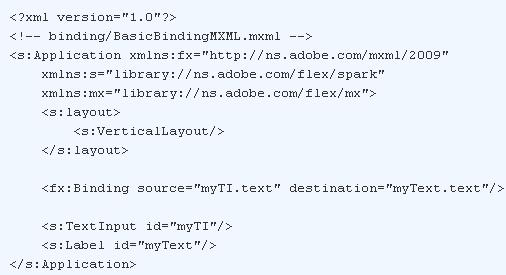 <?xml version="1.0"?>
<!-- binding/BasicBindingMXML.mxml -->
<s:Application xmlns:fx="http://ns.adobe.com/mxml/2009"
    xmlns:s="library://ns.adobe.com/flex/spark"
    xmlns:mx="library://ns.adobe.com/flex/mx">
    <s:layout>
        <s:VerticalLayout/>
    </s:layout>

    <fx:Binding source="myTI.text" destination="myText.text"/>

    <s:TextInput id="myTI"/>
    <s:Label id="myText"/>
</s:Application>